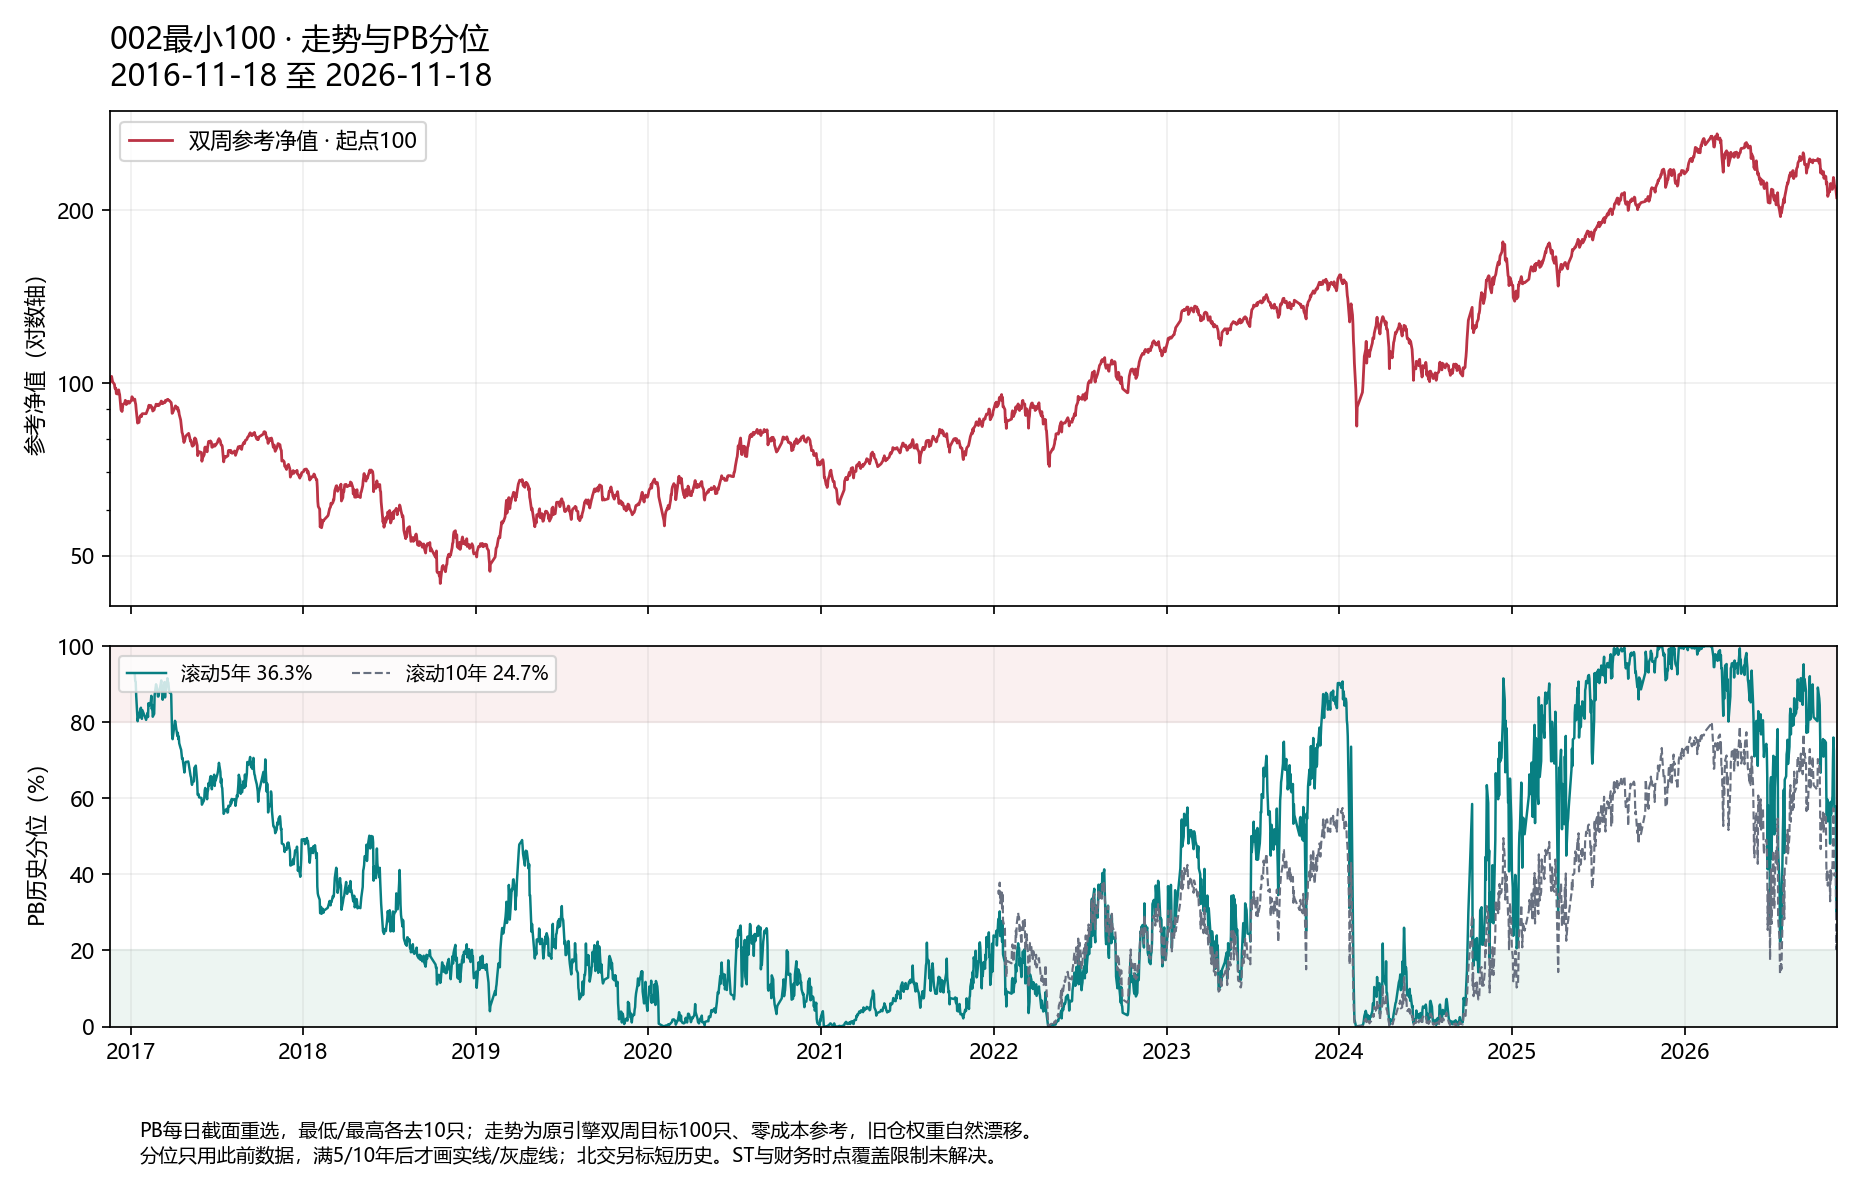 002最小100 · 走势与PB分位
2016-11-18 至 2026-11-18
双周参考净值 · 起点100
参考净值（对数轴）
200
100
50
滚动5年 36.3%
滚动10年 24.7%
PB历史分位（%）
100
80
60
40
20
0
2017
2018
2019
2020
2021
2022
2023
2024
2025
2026
PB每日截面重选，最低/最高各去10只；走势为原引擎双周目标100只、零成本参考，旧仓权重自然漂移。
分位只用此前数据，满5/10年后才画实线/灰虚线；北交另标短历史。ST与财务时点覆盖限制未解决。